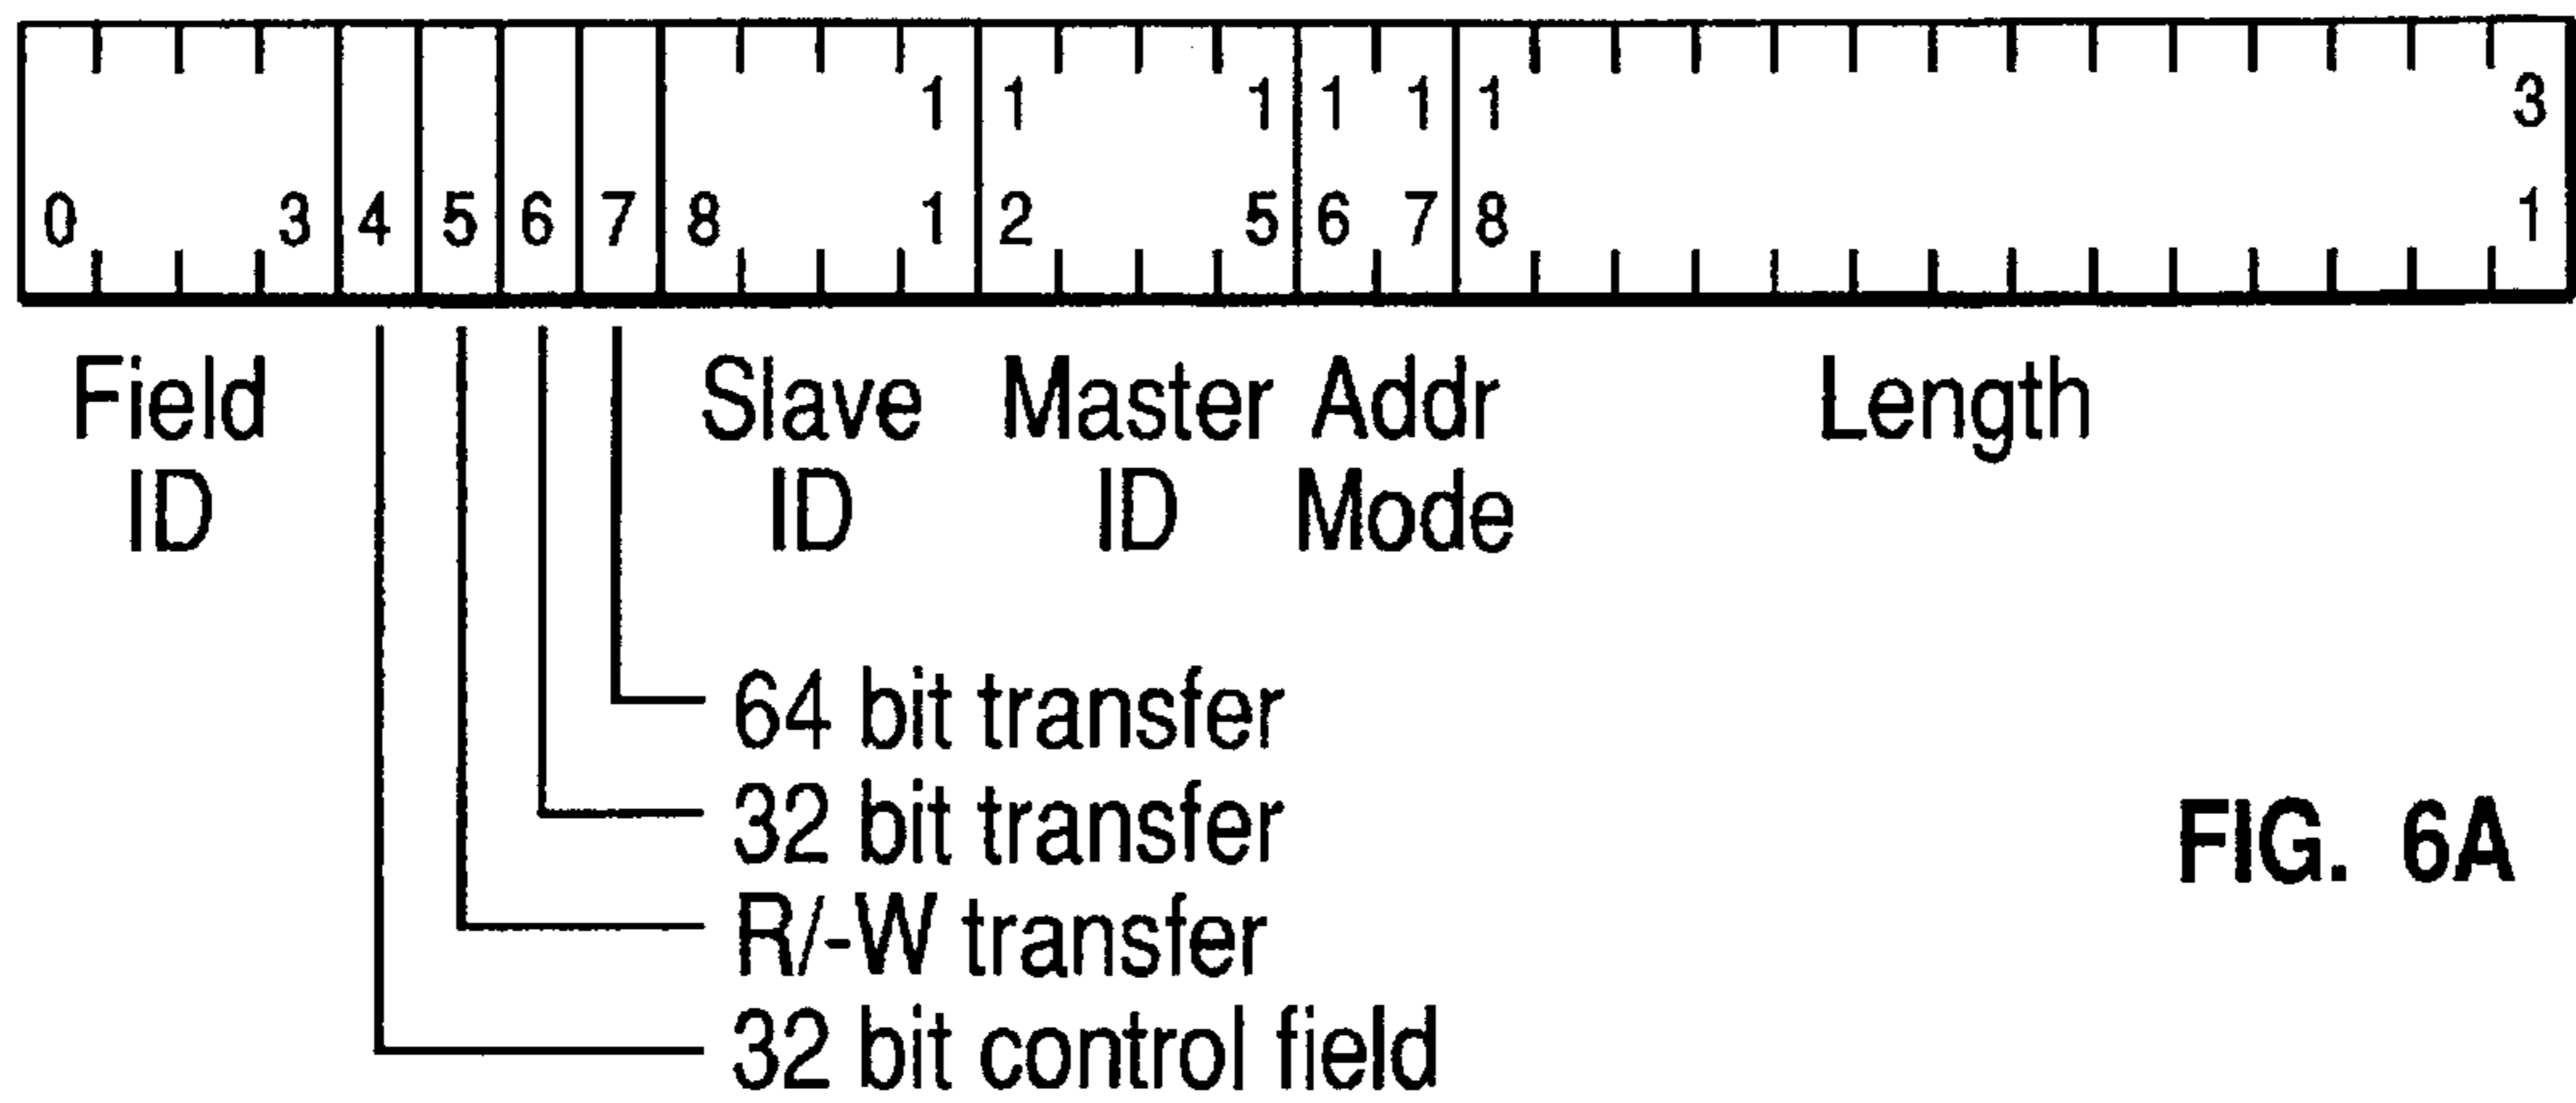 1 1 1 1 1 1 3
0 3 4 5 6 7 8 1 2 5 6 7 8 1
Field Slave Master Addr Length
ID ID ID Mode
64 bit transfer
32 bit transfer
FIG. 6A
R/-W transfer
32 bit control field